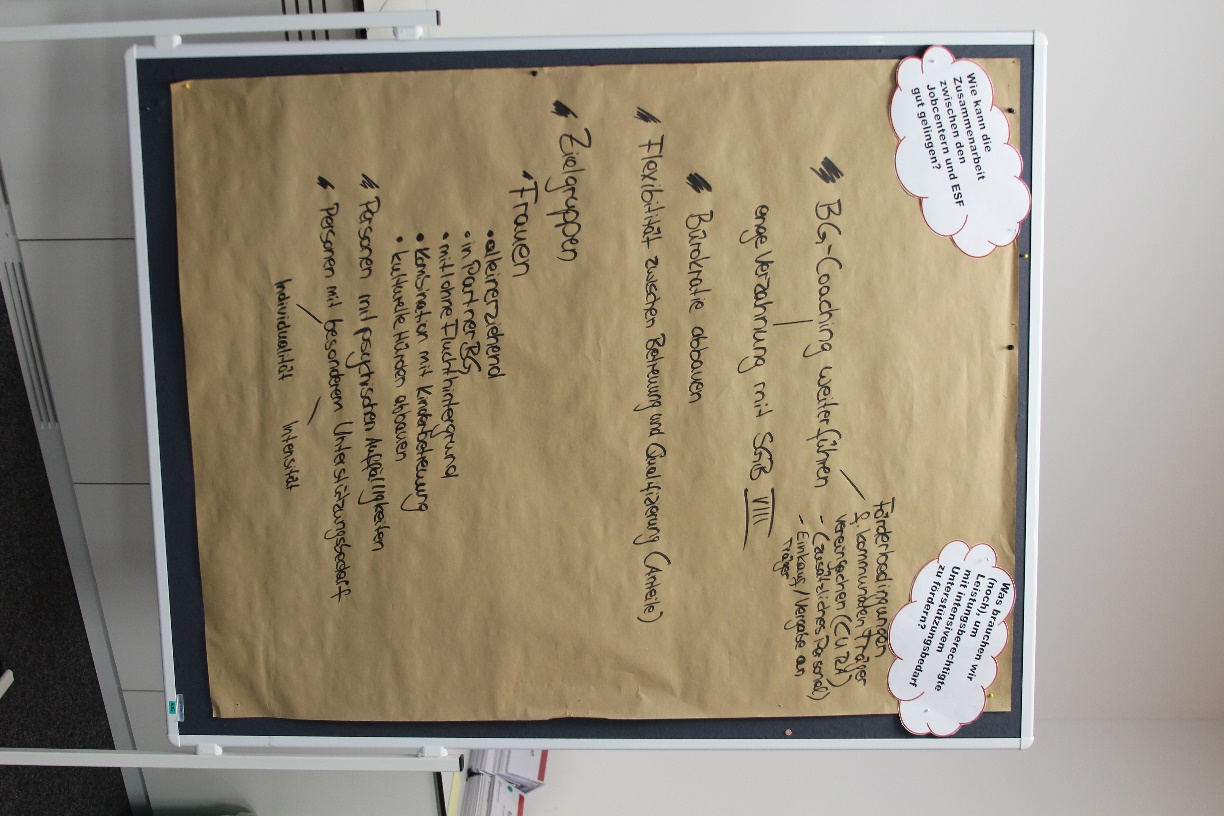 Wie kann die
Zusammenarbeit
zwischen den
Jobcentern und ESF
gut gelingen?
Was brauchen wir
(noch), um
Leistungsberechtigte
mit intensivem
Unterstützungsbedarf
zu fördern?
BG-Coaching weiterführen
Förderbedingungen
f. kommunalen Träger
vereinfachen
- (zusätzliches Personal)
- Einkauf / Vergabe an
Träger
enge Verzahnung mit SGB VIII
Bürokratie abbauen
Flexibilität zwischen Betreuung und Qualifizierung (Anteile)
Zielgruppen
Frauen
• alleinerziehend
• in Partner BG
• mit/ohne Fluchthintergrund
• Kombination mit Kinderbetreuung
• kulturelle Hürden abbauen
Personen mit psychischen Auffälligkeiten
Personen mit besonderem Unterstützungsbedarf
Individualität Intensität